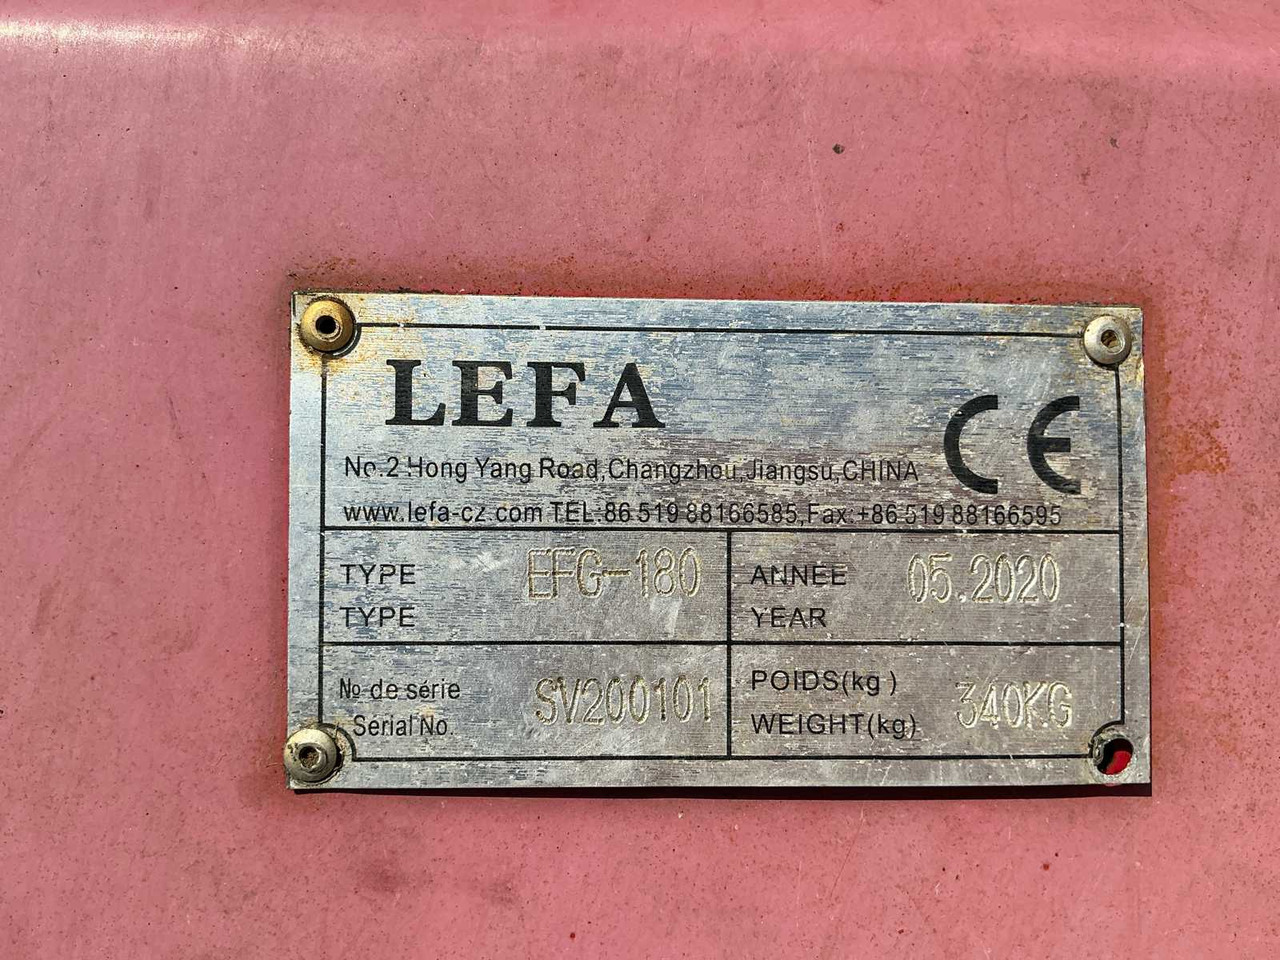 LEFA
CE
No.2 Hong Yang Road,Changzhou,Jiangsu,CHINA
www.lefa-cz.com TEL:86 519 88166585,Fax:+86 519 88166595
TYPE
TYPE
EFG-180
ANNÉE
YEAR
05.2020
No de série
Serial No.
SV200101
POIDS(kg)
WEIGHT(kg)
340KG